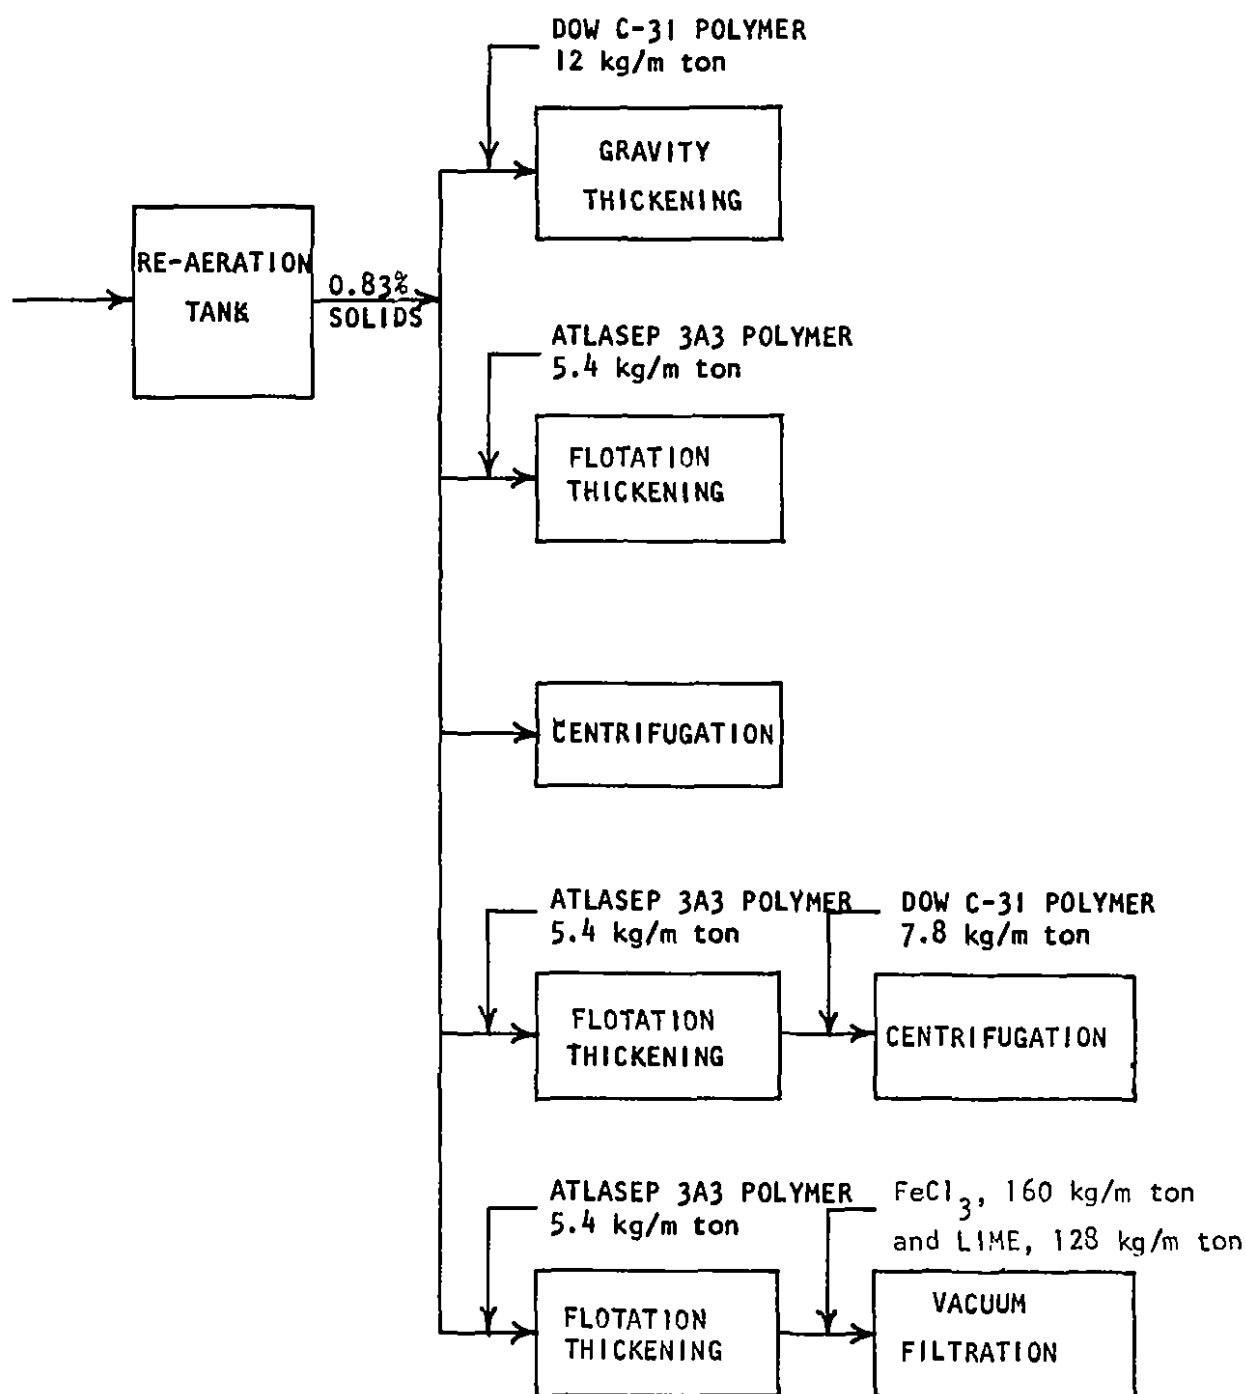 DOW C-31 POLYMER
12 kg/m ton
GRAVITY
THICKENING
RE-AERATION
TANK
0.83%
SOLIDS
ATLASEP 3A3 POLYMER
5.4 kg/m ton
FLOTATION
THICKENING
CENTRIFUGATION
ATLASEP 3A3 POLYMER
5.4 kg/m ton
DOW C-31 POLYMER
7.8 kg/m ton
FLOTATION
THICKENING
CENTRIFUGATION
ATLASEP 3A3 POLYMER
5.4 kg/m ton
FeCl₃, 160 kg/m ton
and LIME, 128 kg/m ton
FLOTATION
THICKENING
VACUUM
FILTRATION